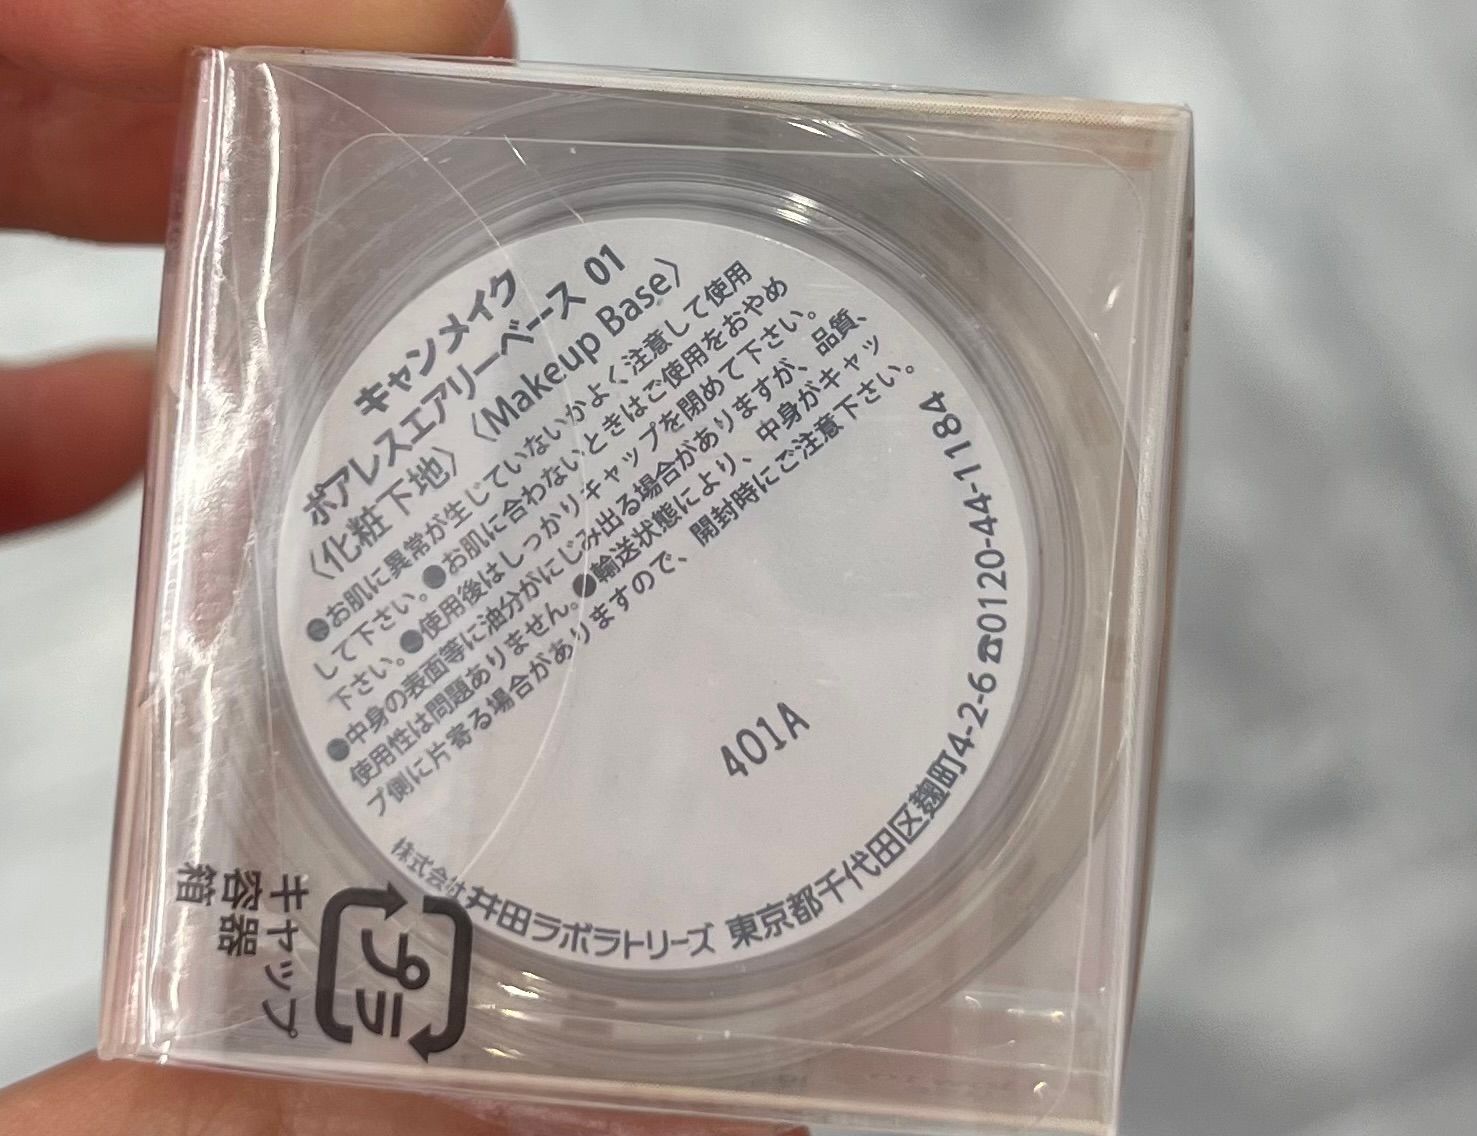 キャンメイク
ポアレスエアリーベース 01
〈化粧下地〉〈Makeup Base〉
●お肌に異常が生じていないかよく注意して使用
して下さい。●お肌に合わないときはご使用をおやめ
下さい。●使用後はしっかりキャップを閉めて下さい。
●中身の表面等に油分がにじみ出る場合がありますが、品質、
使用性は問題ありません。●輸送状態により、中身がキャッ
プ側に片寄る場合がありますので、開封時にご注意下さい。
401A
株式会社 井田ラボラトリーズ 東京都千代田区麹町4-2-6 ☎0120-44-1184
プラ
キャップ
容器
箱